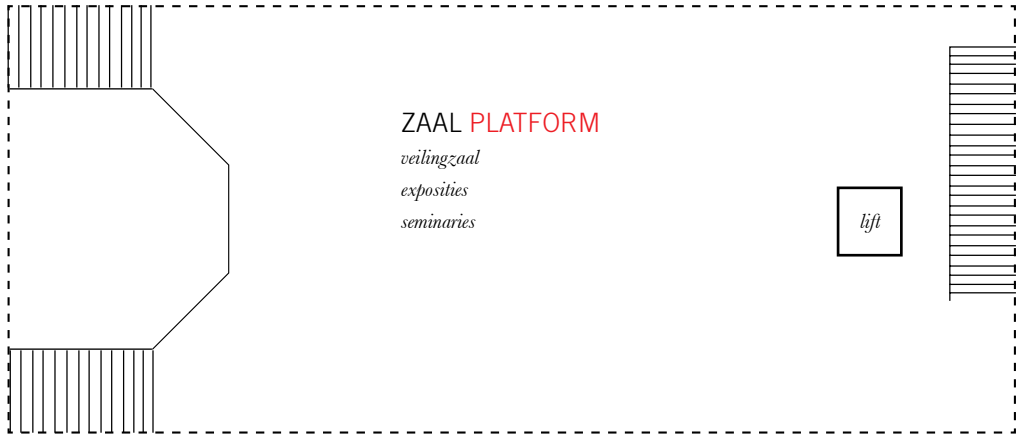 ZAAL PLATFORM
veilingzaal
exposities
seminaries
lift